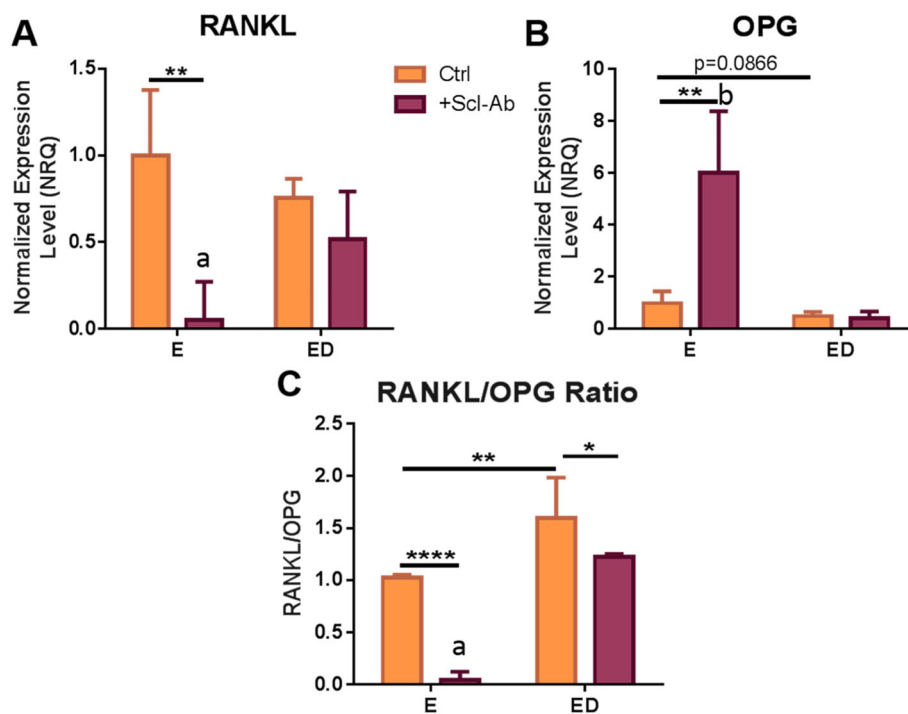 A
RANKL
Normalized Expression
Level (NRQ)
1.5
1.0
0.5
0.0
**
a
E
ED
Ctrl
+Scl-Ab
B
OPG
Normalized Expression
Level (NRQ)
10
8
6
4
2
0
p=0.0866
**
b
E
ED
C
RANKL/OPG Ratio
RANKL/OPG
2.5
2.0
1.5
1.0
0.5
0.0
**
*
****
a
E
ED